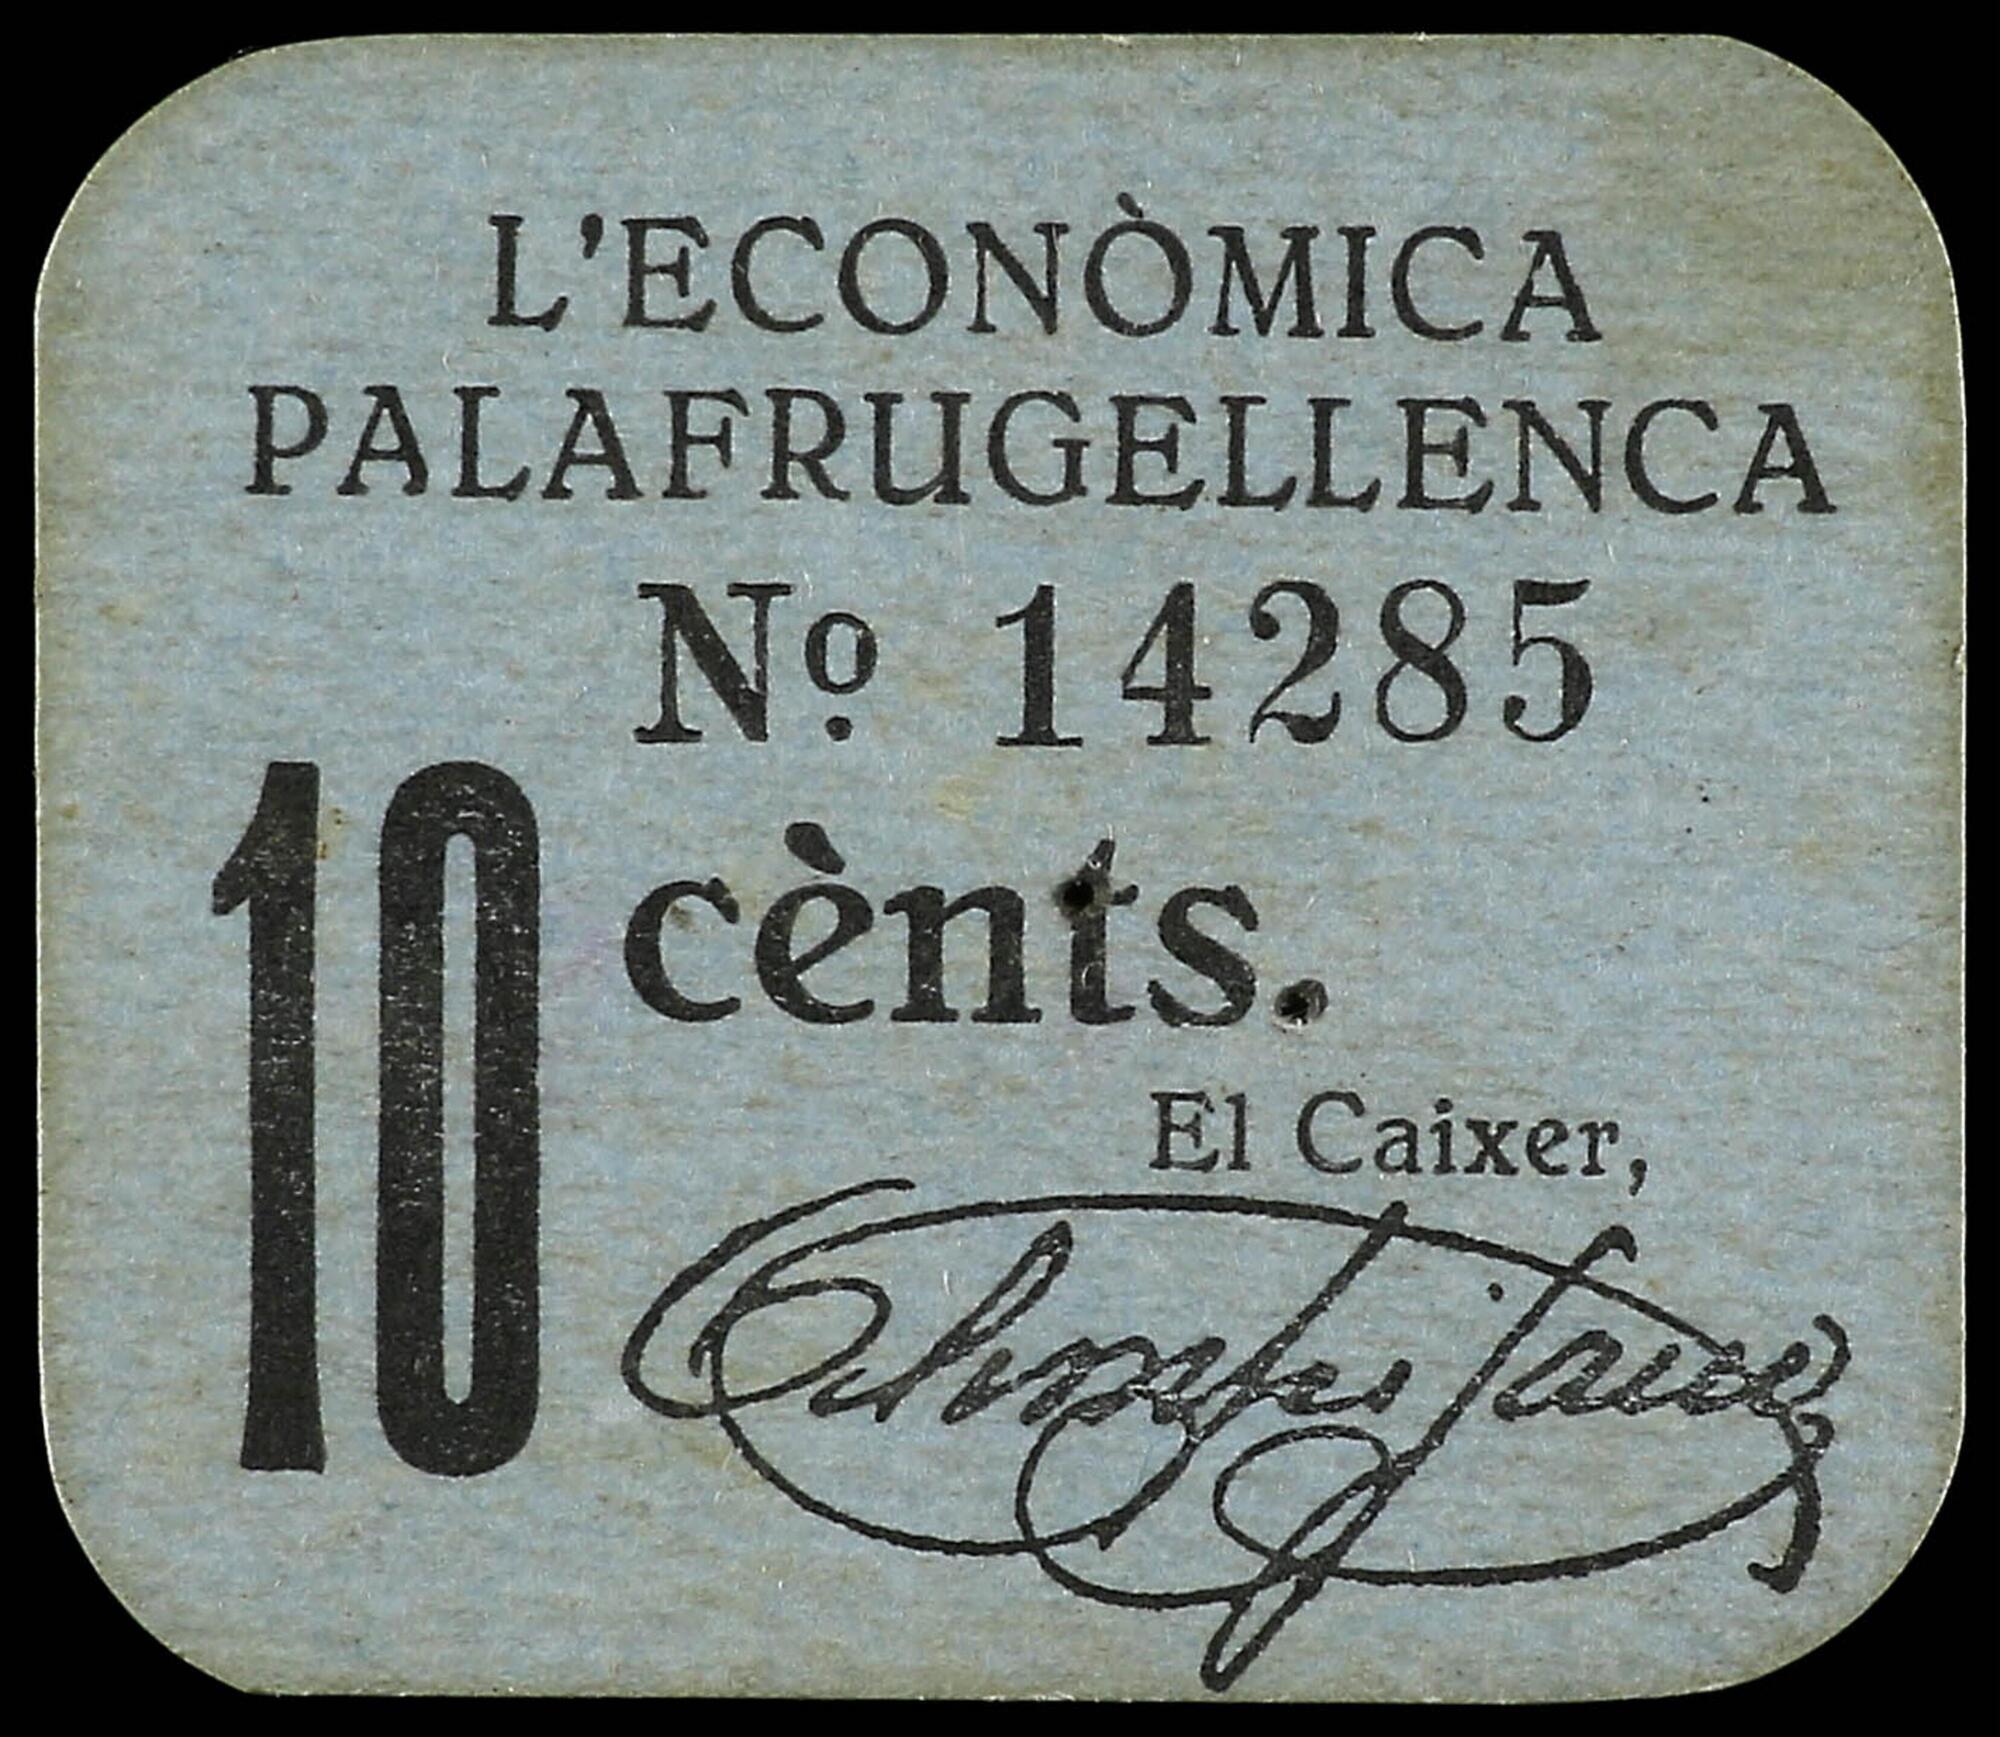 L'ECONÒMICA
PALAFRUGELLENCA
Nº 14285
10 cènts.
El Caixer,